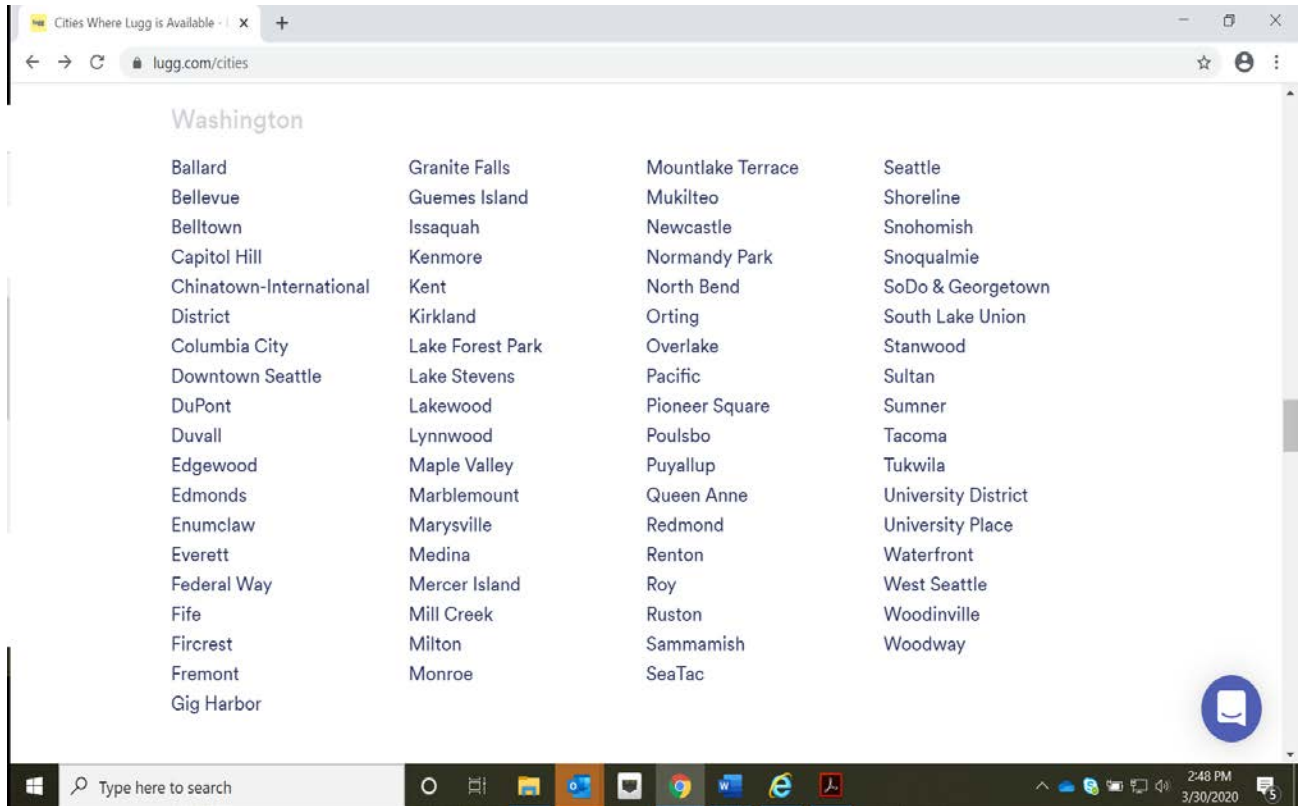 Cities Where Lugg is Available -
lugg.com/cities
Washington
Ballard
Bellevue
Belltown
Capitol Hill
Chinatown-International
District
Columbia City
Downtown Seattle
DuPont
Duvall
Edgewood
Edmonds
Enumclaw
Everett
Federal Way
Fife
Fircrest
Fremont
Gig Harbor
Granite Falls
Guemes Island
Issaquah
Kenmore
Kent
Kirkland
Lake Forest Park
Lake Stevens
Lakewood
Lynnwood
Maple Valley
Marblemount
Marysville
Medina
Mercer Island
Mill Creek
Milton
Monroe
Mountlake Terrace
Mukilteo
Newcastle
Normandy Park
North Bend
Orting
Overlake
Pacific
Pioneer Square
Poulsbo
Puyallup
Queen Anne
Redmond
Renton
Roy
Ruston
Sammamish
SeaTac
Seattle
Shoreline
Snohomish
Snoqualmie
SoDo & Georgetown
South Lake Union
Stanwood
Sultan
Sumner
Tacoma
Tukwila
University District
University Place
Waterfront
West Seattle
Woodinville
Woodway
Type here to search
2:48 PM
3/30/2020
5